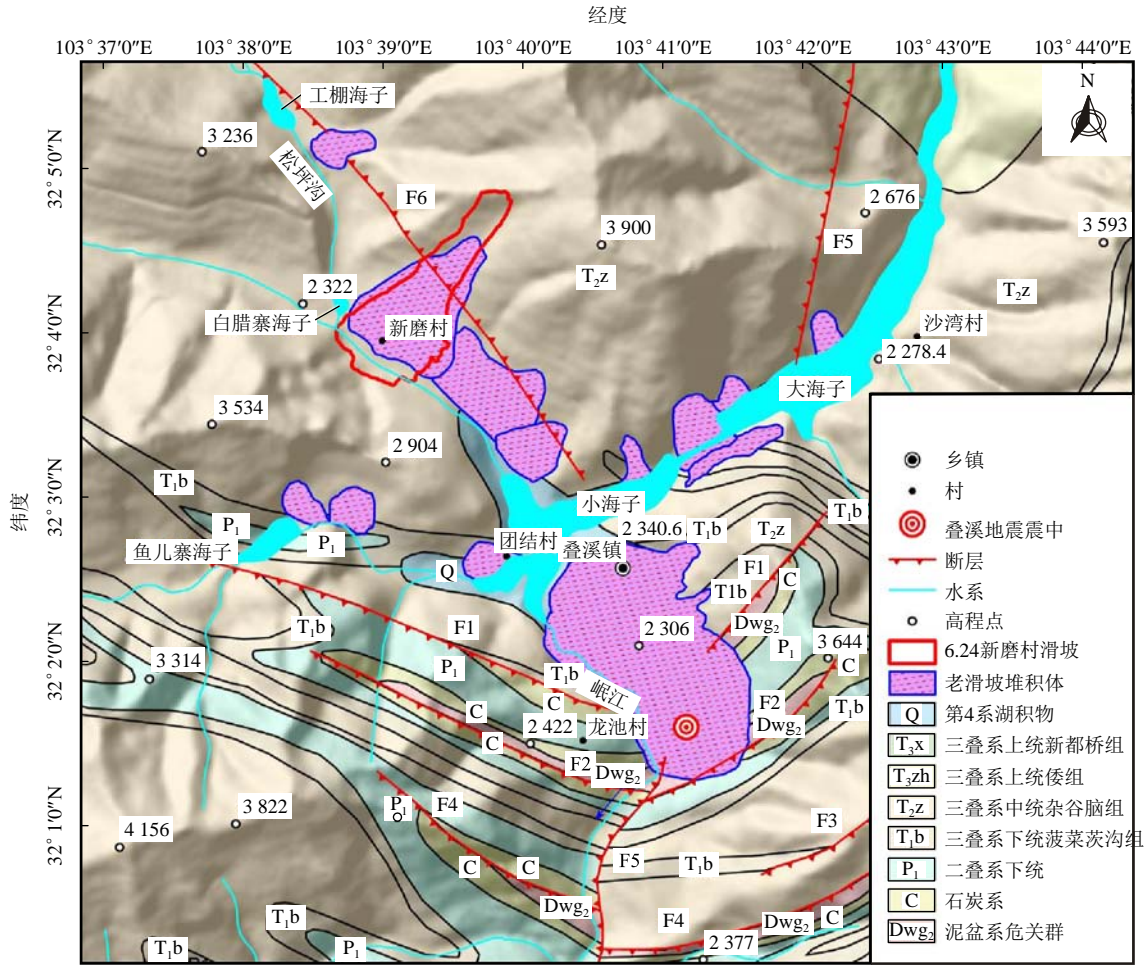 经度
103°37′0″E 103°38′0″E 103°39′0″E 103°40′0″E 103°41′0″E 103°42′0″E 103°43′0″E 103°44′0″E
纬度
32°5′0″N
32°4′0″N
32°3′0″N
32°2′0″N
32°1′0″N
N
工棚海子
3 236
松坪沟
F6
2 676
3 900
3 593
F5
T₂z
T₂z
2 322
白腊寨海子
新磨村
沙湾村
2 278.4
大海子
3 534
2 904
T₁b
小海子
P₁
P₁
鱼儿寨海子
团结村
叠溪镇
2 340.6
T₁b
T₂z
T₁b
Q
F1
C
T1b
Dwg₂
P₁
T₁b
F1
2 306
3 644
C
3 314
P₁
T₁b
岷江
F2
T₁b
C
C
2 422
龙池村
Dwg₂
C
F2
Dwg₂
P₁
F4
3 822
4 156
F3
F5
T₁b
C
C
Dwg₂
F4
Dwg₂
C
T₁b
T₁b
P₁
2 377
乡镇
村
叠溪地震震中
断层
水系
高程点
6.24新磨村滑坡
老滑坡堆积体
Q 第4系湖积物
T₃x 三叠系上统新都桥组
T₃zh 三叠系上统倭组
T₂z 三叠系中统杂谷脑组
T₁b 三叠系下统菠菜茨沟组
P₁ 二叠系下统
C 石炭系
Dwg₂ 泥盆系危关群